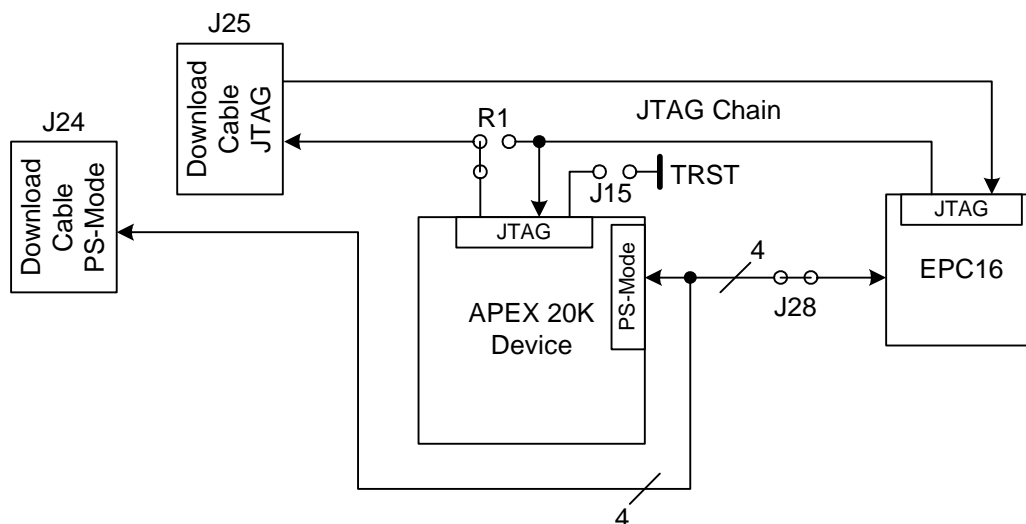 J25
Download
Cable
JTAG
J24
Download
Cable
PS-Mode
R1
JTAG Chain
J15
TRST
JTAG
JTAG
PS-Mode
4
J28
EPC16
APEX 20K
Device
4